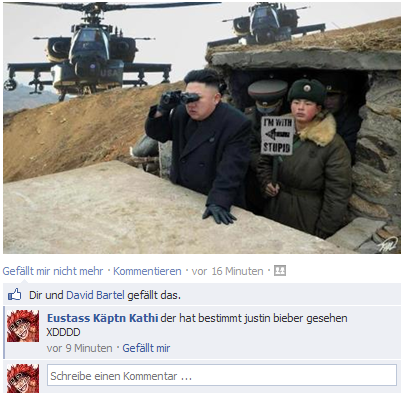 USA
I'M WITH
STUPID
Gefällt mir nicht mehr · Kommentieren · vor 16 Minuten ·
Dir und David Bartel gefällt das.
Eustass Käptn Kathi der hat bestimmt justin bieber gesehen
XDDDD
vor 9 Minuten · Gefällt mir
Schreibe einen Kommentar ...